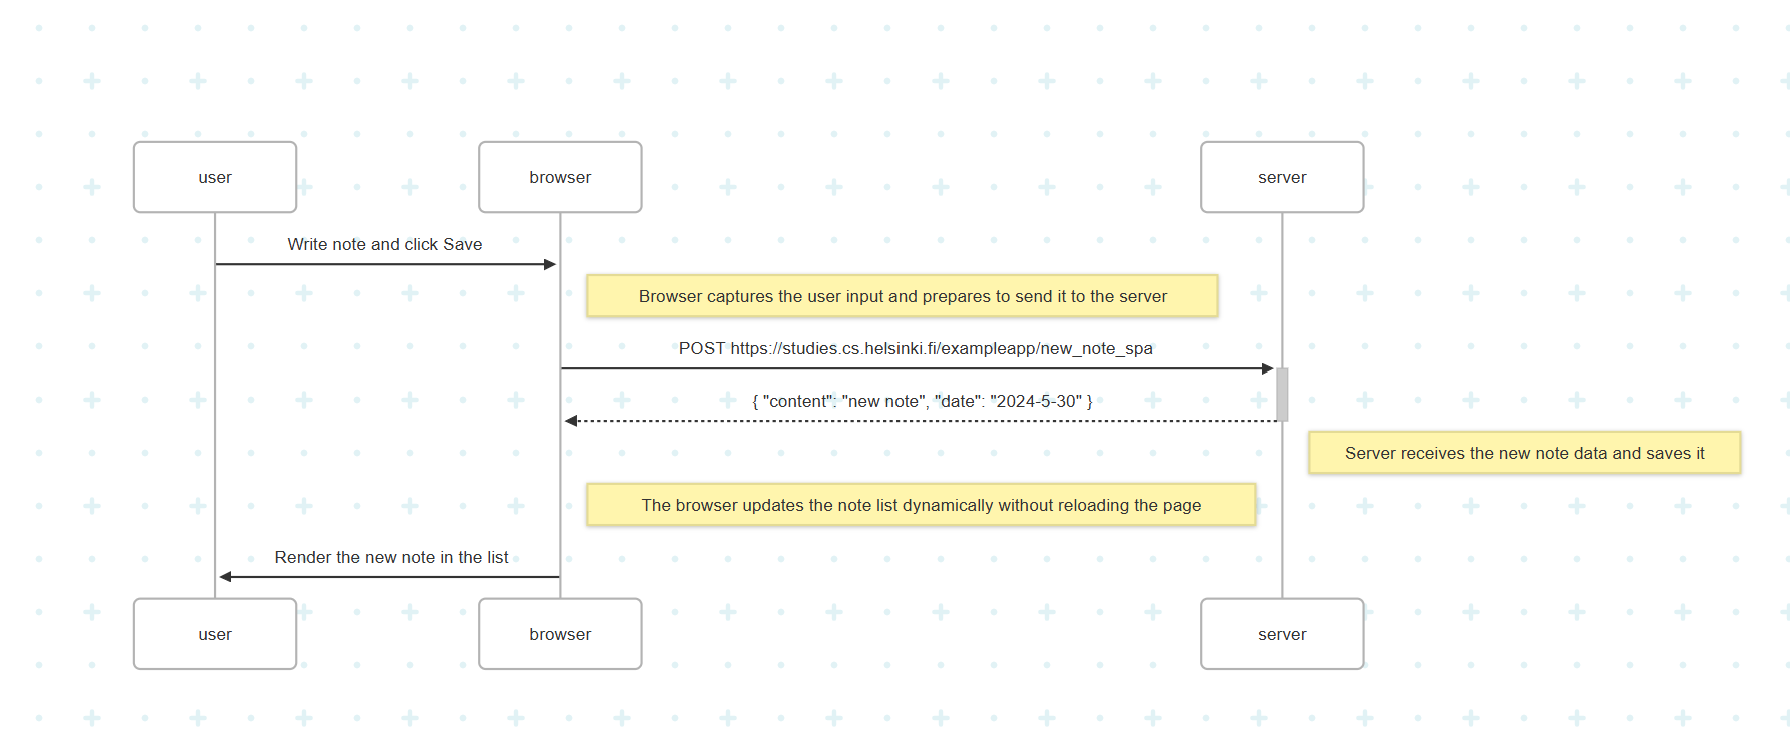 user
browser
server
Write note and click Save
Browser captures the user input and prepares to send it to the server
POST https://studies.cs.helsinki.fi/exampleapp/new_note_spa
{ "content": "new note", "date": "2024-5-30" }
Server receives the new note data and saves it
The browser updates the note list dynamically without reloading the page
Render the new note in the list
user
browser
server